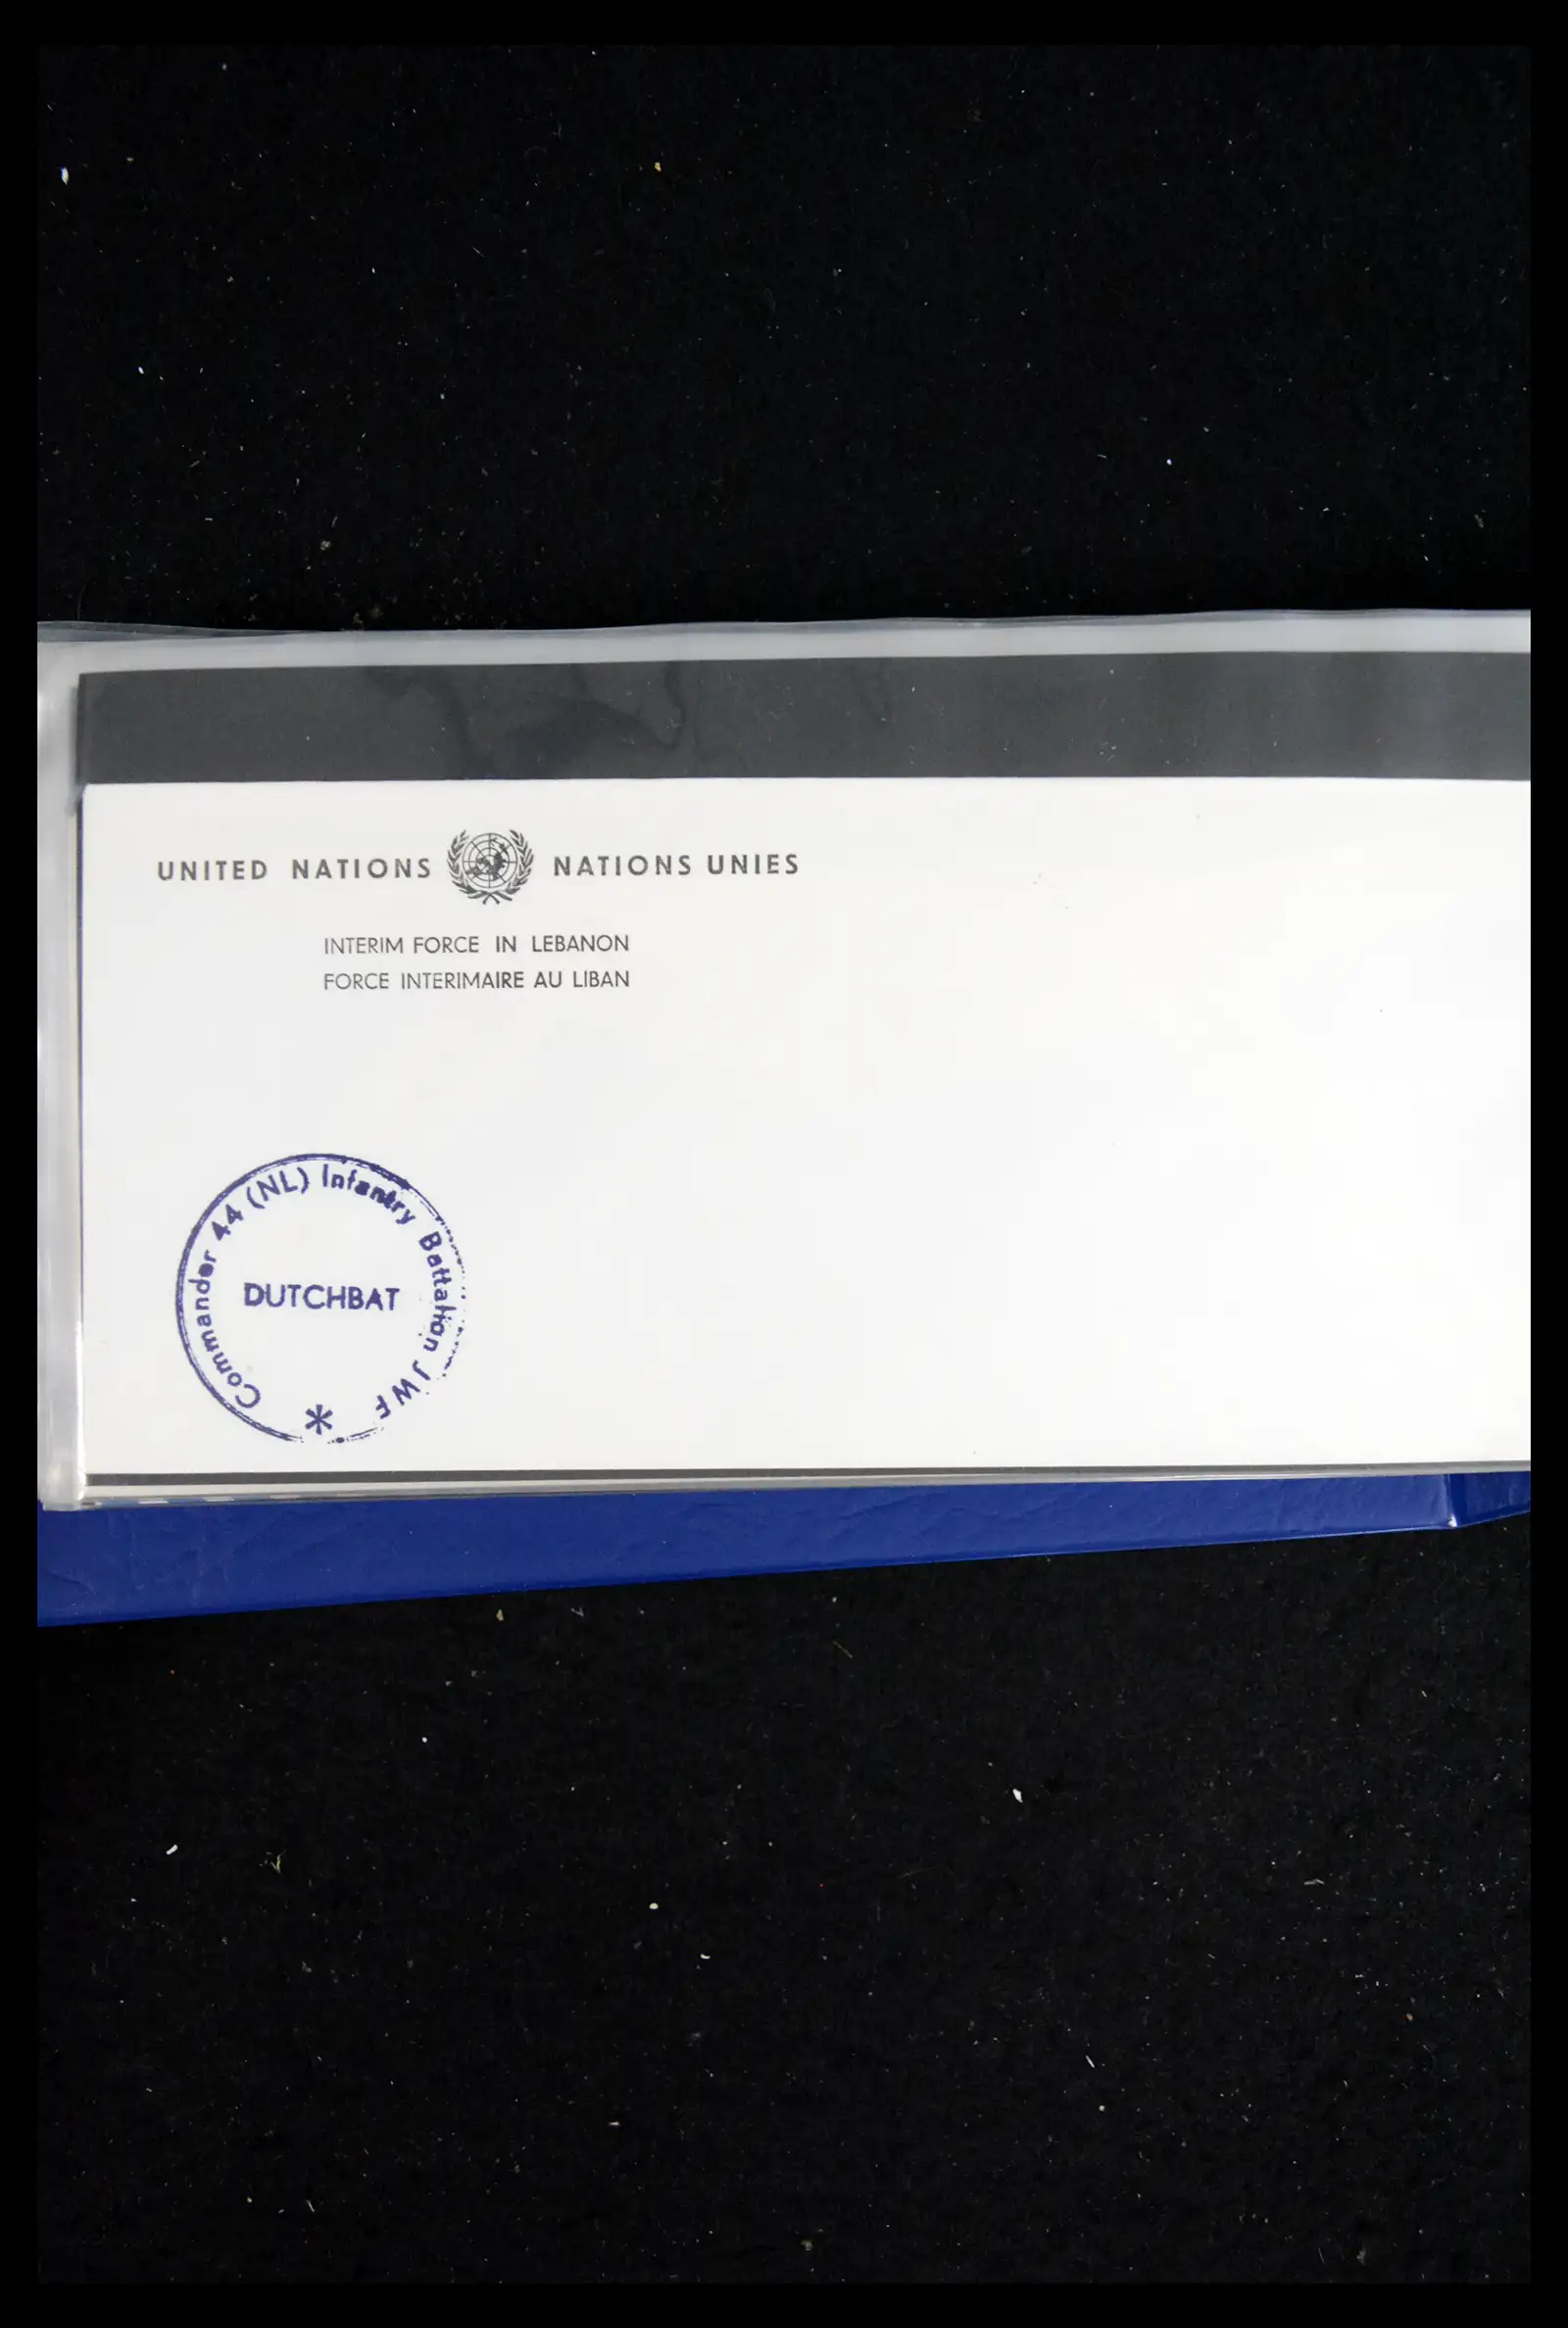 UNITED NATIONS NATIONS UNIES
INTERIM FORCE IN LEBANON
FORCE INTERIMAIRE AU LIBAN
Commander 44 (NL) Infantry Battalion JWF
DUTCHBAT
*